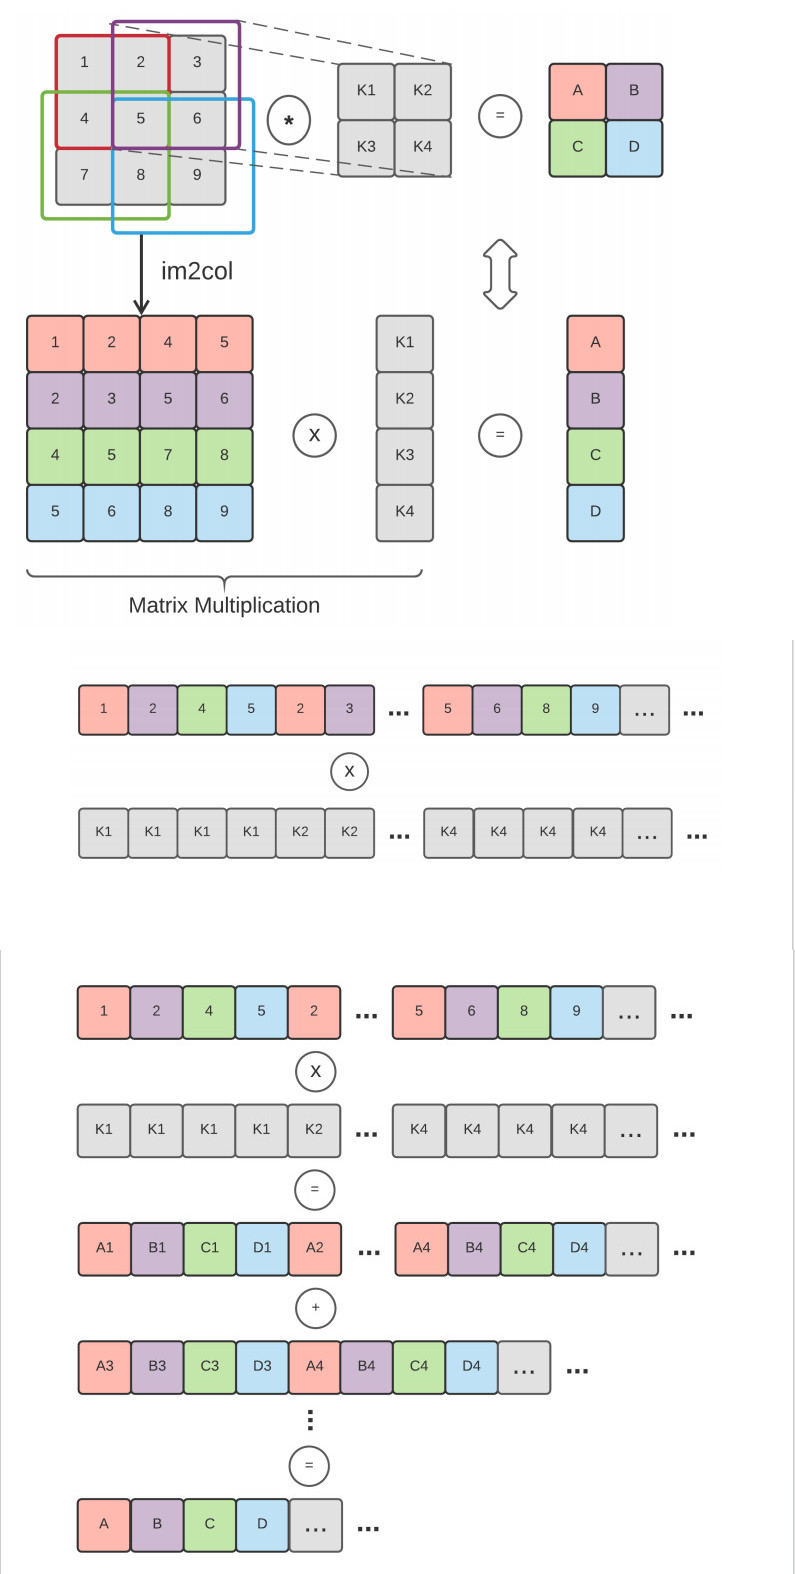 1 2 3 K1 K2 A B
4 5 6 * =
7 8 9 K3 K4 C D
im2col
1 2 4 5 K1 A
2 3 5 6 K2 B
X =
4 5 7 8 K3 C
5 6 8 9 K4 D
Matrix Multiplication
1 2 4 5 2 3 ... 5 6 8 9 ... ...
X
K1 K1 K1 K1 K2 K2 ... K4 K4 K4 K4 ... ...
1 2 4 5 2 ... 5 6 8 9 ... ...
X
K1 K1 K1 K1 K2 ... K4 K4 K4 K4 ... ...
=
A1 B1 C1 D1 A2 ... A4 B4 C4 D4 ... ...
+
A3 B3 C3 D3 A4 B4 C4 D4 ... ...
⋮
=
A B C D ... ...